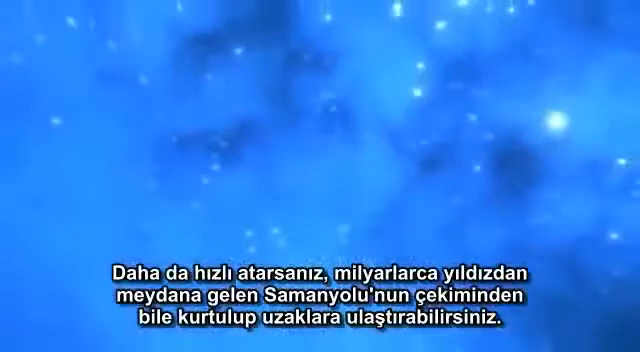 Daha da hızlı atarsanız, milyarlarca yıldızdan
meydana gelen Samanyolu'nun çekiminden
bile kurtulup uzaklara ulaştırabilirsiniz.